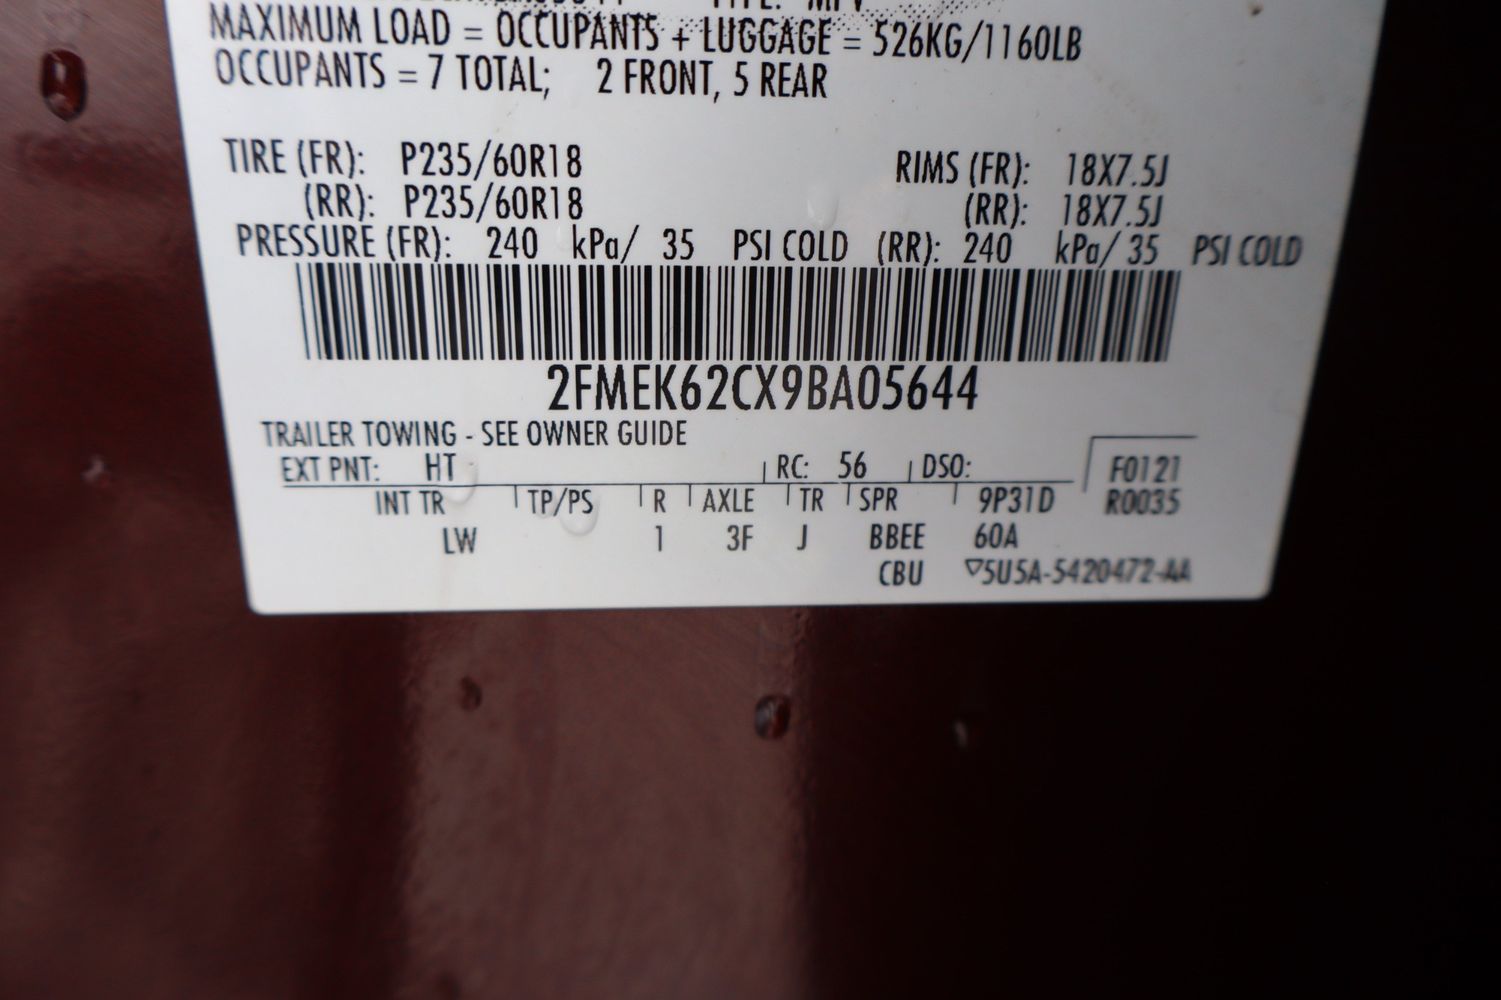 TYPE: MPV
MAXIMUM LOAD = OCCUPANTS + LUGGAGE = 526KG/1160LB
OCCUPANTS = 7 TOTAL; 2 FRONT, 5 REAR
TIRE (FR): P235/60R18 RIMS (FR): 18X7.5J
(RR): P235/60R18 (RR): 18X7.5J
PRESSURE (FR): 240 kPa/ 35 PSI COLD (RR): 240 kPa/ 35 PSI COLD
2FMEK62CX9BA05644
TRAILER TOWING - SEE OWNER GUIDE
EXT PNT: HT RC: 56 DSO: F0121
INT TR TP/PS R AXLE TR SPR 9P31D R0035
LW 1 3F J BBEE 60A
CBU ▽5U5A-5420472-AA